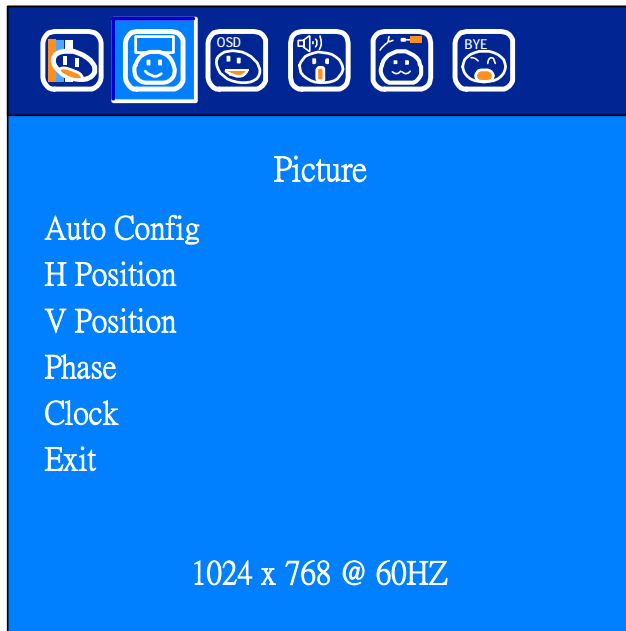 OSD
BYE
Picture
Auto Config
H Position
V Position
Phase
Clock
Exit
1024 x 768 @ 60HZ